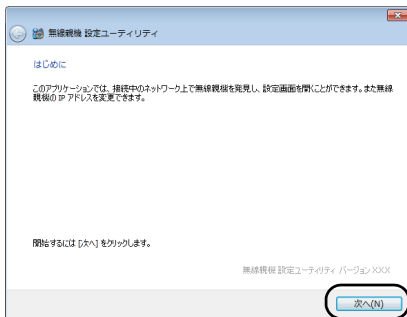 無線親機 設定ユーティリティ
はじめに
このアプリケーションでは、接続中のネットワーク上で無線親機を発見し、設定画面を開くことができます。また無線
親機の IP アドレスを変更できます。
開始するには [次へ] をクリックします。
無線親機 設定ユーティリティ バージョン XXX
次へ(N)